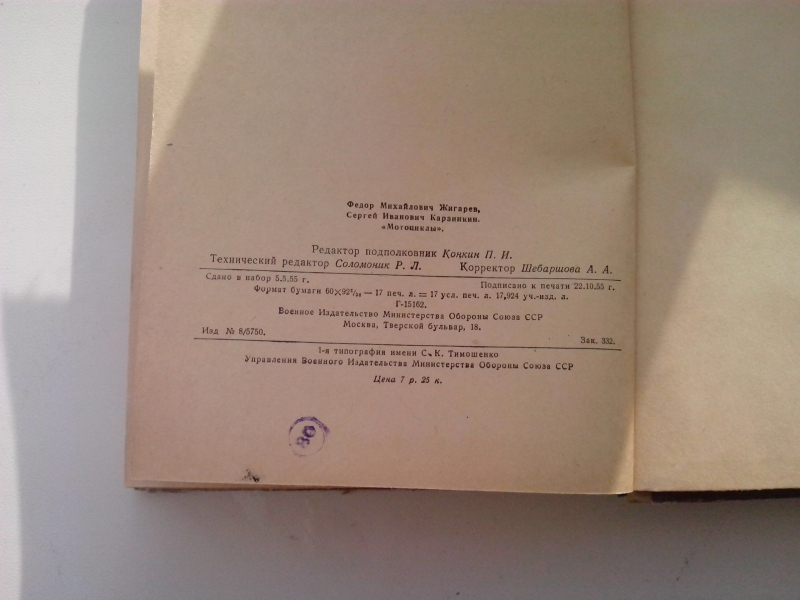 Федор Михайлович Жигарев,
Сергей Иванович Карзинкин.
«Мотоциклы».
Редактор подполковник Конкин П. И.
Технический редактор Соломоник Р. Л. Корректор Шебаршова А. А.
Сдано в набор 5.5.55 г. Подписано к печати 22.10.55 г.
Формат бумаги 60×92¹/₁₆ — 17 печ. л. = 17 усл. печ. л. 17,924 уч.-изд. л.
Г-15162.
Военное Издательство Министерства Обороны Союза ССР
Москва, Тверской бульвар, 18.
Изд № 8/5750. Зак. 332.
1-я типография имени С. К. Тимошенко
Управления Военного Издательства Министерства Обороны Союза ССР
Цена 7 р. 25 к.